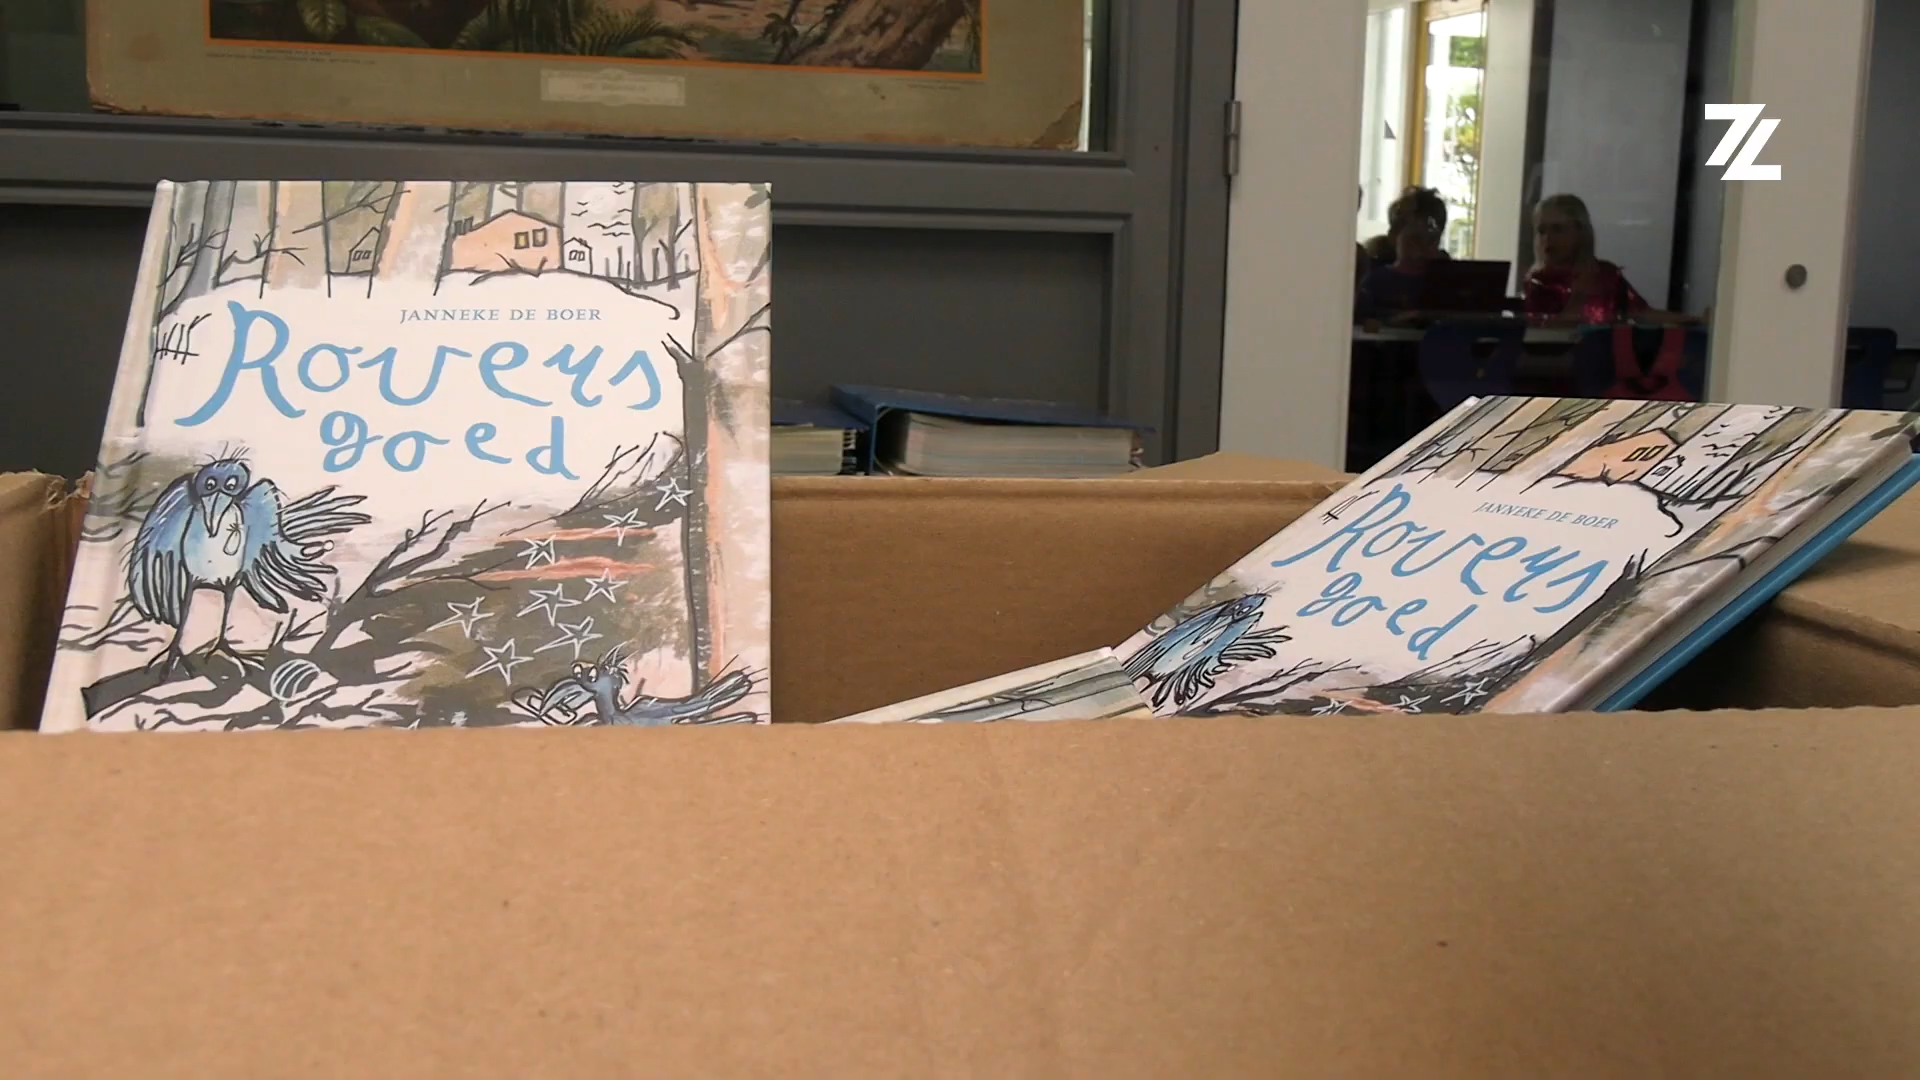 JANNEKE DE BOER
Rovers
goed
JANNEKE DE BOER
Rovers
goed